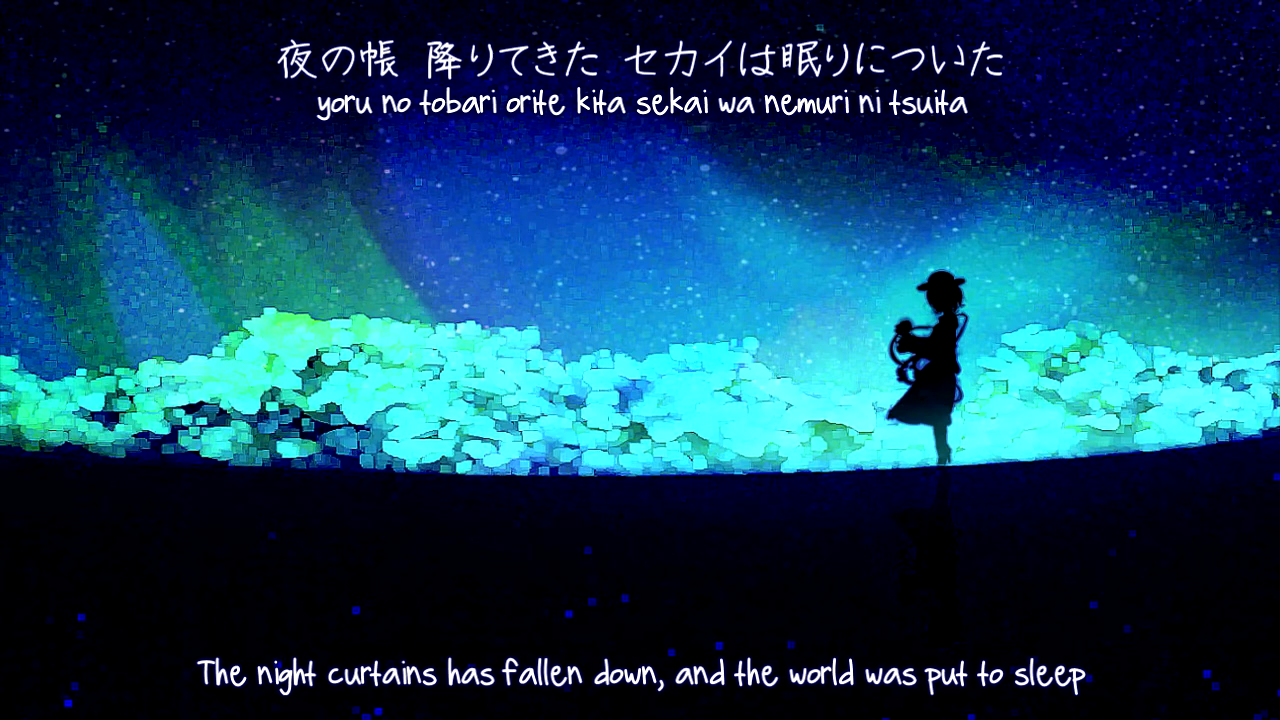 夜の帳 降りてきた セカイは眠りについた
yoru no tobari orite kita sekai wa nemuri ni tsuita
The night curtains has fallen down, and the world was put to sleep